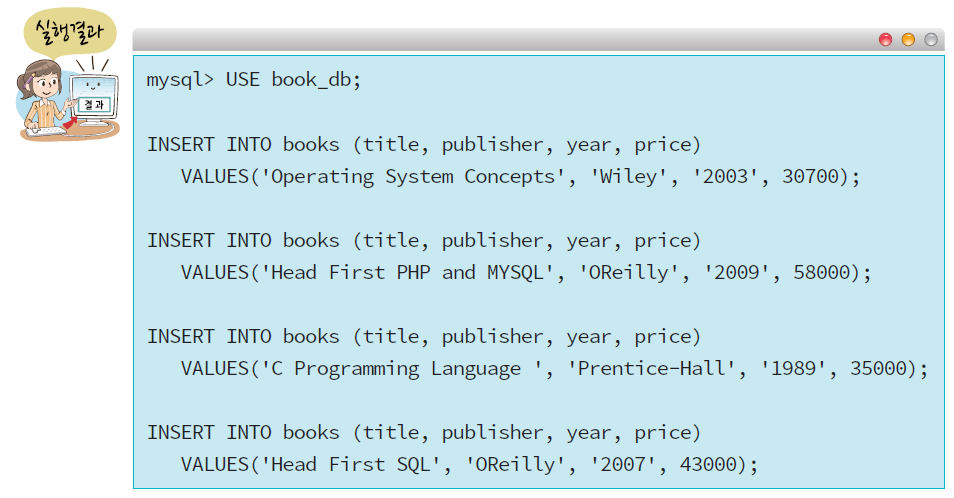 실행결과
결과
mysql> USE book_db;
INSERT INTO books (title, publisher, year, price)
VALUES('Operating System Concepts', 'Wiley', '2003', 30700);
INSERT INTO books (title, publisher, year, price)
VALUES('Head First PHP and MYSQL', 'OReilly', '2009', 58000);
INSERT INTO books (title, publisher, year, price)
VALUES('C Programming Language ', 'Prentice-Hall', '1989', 35000);
INSERT INTO books (title, publisher, year, price)
VALUES('Head First SQL', 'OReilly', '2007', 43000);